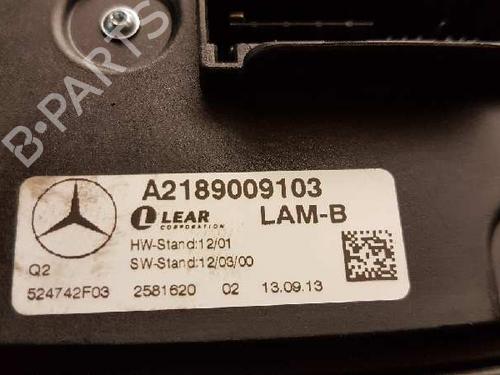 B-PARTS
A2189009103
LEAR
CORPORATION
LAM-B
HW-Stand:12/01
SW-Stand:12/03/00
Q2
524742F03 2581620 02 13.09.13